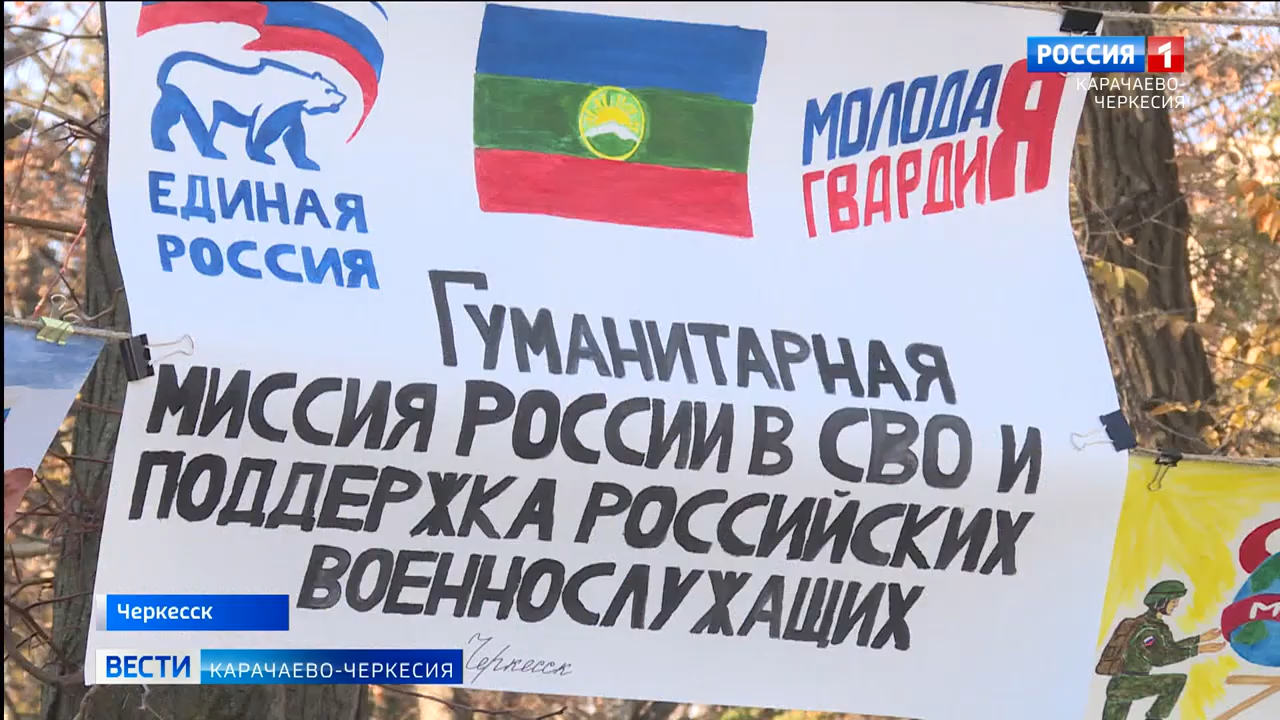 РОССИЯ 1
КАРАЧАЕВО-
ЧЕРКЕСИЯ
ЕДИНАЯ
РОССИЯ
МОЛОДАЯ
ГВАРДИЯ
ГУМАНИТАРНАЯ
МИССИЯ РОССИИ В СВО И
ПОДДЕРЖКА РОССИЙСКИХ
ВОЕННОСЛУЖАЩИХ
Черкесск
Черкесск
ВЕСТИ КАРАЧАЕВО-ЧЕРКЕСИЯ